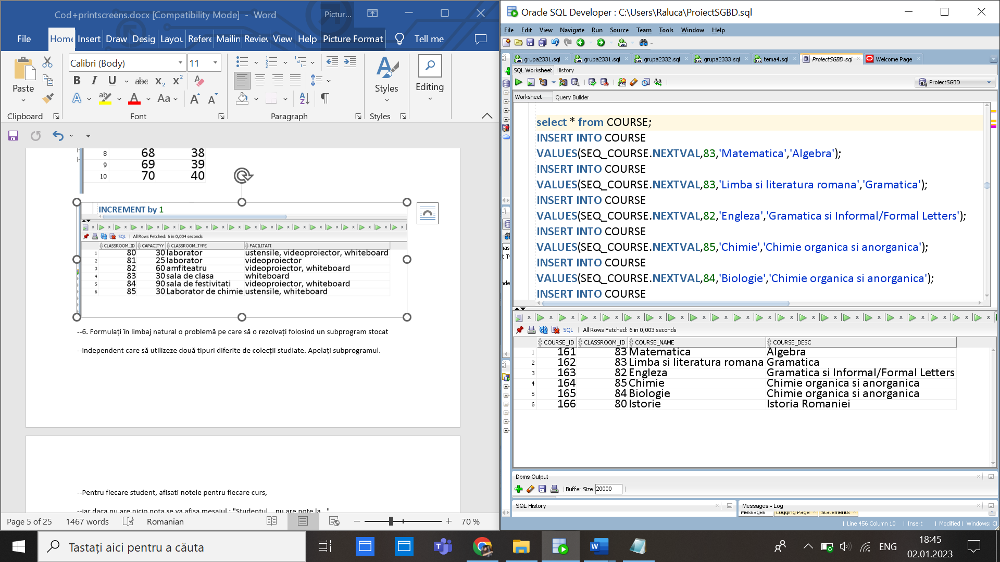 Cod+printscreens.docx [Compatibility Mode] - Word
Pictur...
File Home Insert Draw Desig Layou Refere Mailin Review View Help Picture Format Tell me
Calibri (Body) 11
Paste
Styles
Editing
Clipboard Font Paragraph Styles
8 68 38
9 69 39
10 70 40
INCREMENT by 1
SQL All Rows Fetched: 6 in 0,004 seconds
CLASSROOM_ID CAPACITYY CLASSROOM_TYPE FACILITATI
1 80 30 laborator ustensile, videoproiector, whiteboard
2 81 25 laborator videoproiector
3 82 60 amfiteatru videoproiector, whiteboard
4 83 30 sala de clasa whiteboard
5 84 90 sala de festivitati videoproiector, whiteboard
6 85 30 Laborator de chimie ustensile, whiteboard
--6. Formulați în limbaj natural o problemă pe care să o rezolvați folosind un subprogram stocat
--independent care să utilizeze două tipuri diferite de colecții studiate. Apelați subprogramul.
--Pentru fiecare student, afisati notele pentru fiecare curs,
--iar daca nu are nicio nota se va afisa mesajul : "Studentul .. nu are note la .."
Page 5 of 25 1467 words Romanian 70 %
Oracle SQL Developer : C:\Users\Raluca\ProiectSGBD.sql
File Edit View Navigate Run Source Team Tools Window Help
grupa2331.sql grupa2331.sql grupa2332.sql grupa2333.sql tema4.sql ProiectSGBD.sql Welcome Page
SQL Worksheet History
ProiectSGBD
Worksheet Query Builder
select * from COURSE;
INSERT INTO COURSE
VALUES(SEQ_COURSE.NEXTVAL,83,'Matematica','Algebra');
INSERT INTO COURSE
VALUES(SEQ_COURSE.NEXTVAL,83,'Limba si literatura romana','Gramatica');
INSERT INTO COURSE
VALUES(SEQ_COURSE.NEXTVAL,82,'Engleza','Gramatica si Informal/Formal Letters');
INSERT INTO COURSE
VALUES(SEQ_COURSE.NEXTVAL,85,'Chimie','Chimie organica si anorganica');
INSERT INTO COURSE
VALUES(SEQ_COURSE.NEXTVAL,84,'Biologie','Chimie organica si anorganica');
INSERT INTO COURSE
SQL All Rows Fetched: 6 in 0,003 seconds
COURSE_ID CLASSROOM_ID COURSE_NAME COURSE_DESC
1 161 83 Matematica Algebra
2 162 83 Limba si literatura romana Gramatica
3 163 82 Engleza Gramatica si Informal/Formal Letters
4 164 85 Chimie Chimie organica si anorganica
5 165 84 Biologie Chimie organica si anorganica
6 166 80 Istorie Istoria Romaniei
Dbms Output
Buffer Size: 20000
SQL History
Messages - Log
Messages Logging Page Statements
Line 456 Column 10 Insert Modified Windows: Cl
Tastați aici pentru a căuta
ENG
18:45
02.01.2023